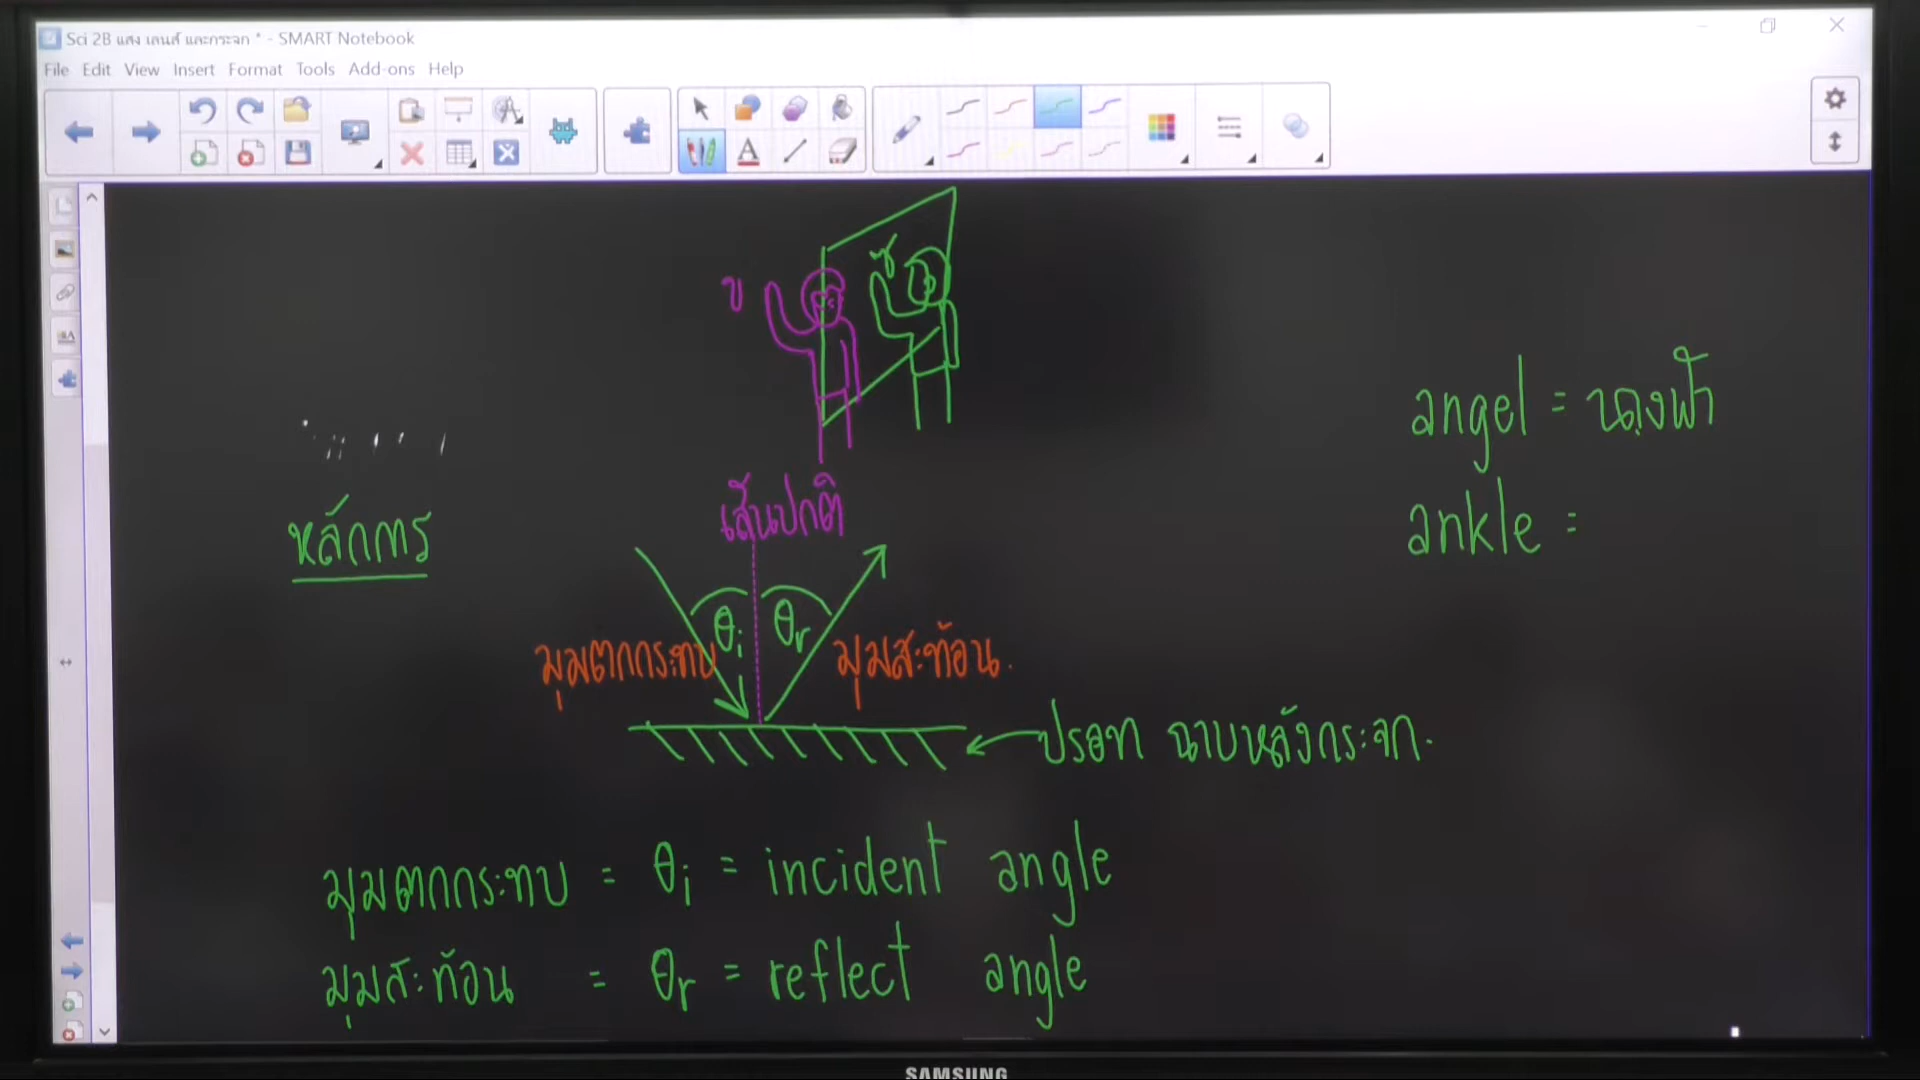 Sci 2B แสง เลนส์ และกระจก * - SMART Notebook
File Edit View Insert Format Tools Add-ons Help
ข ซ
angel = นางฟ้า
ankle =
หลักการ
เส้นปกติ
θi θr
มุมตกกระทบ มุมสะท้อน.
ปรอท ฉาบหลังกระจก.
มุมตกกระทบ = θi = incident angle
มุมสะท้อน = θr = reflect angle
SAMSUNG